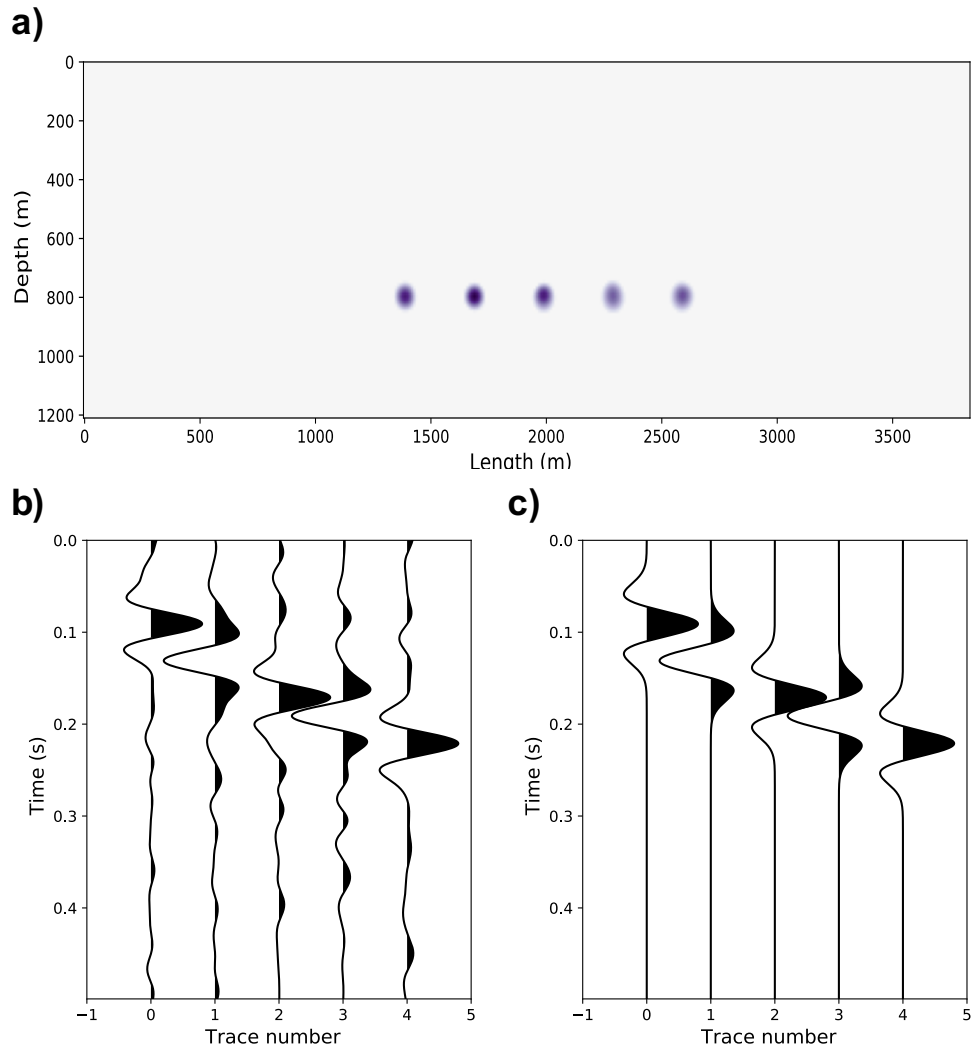 a)
0
200
400
600
800
1000
1200
Depth (m)
0 500 1000 1500 2000 2500 3000 3500
Length (m)
b)
0.0
0.1
0.2
0.3
0.4
Time (s)
−1 0 1 2 3 4 5
Trace number
c)
0.0
0.1
0.2
0.3
0.4
Time (s)
−1 0 1 2 3 4 5
Trace number